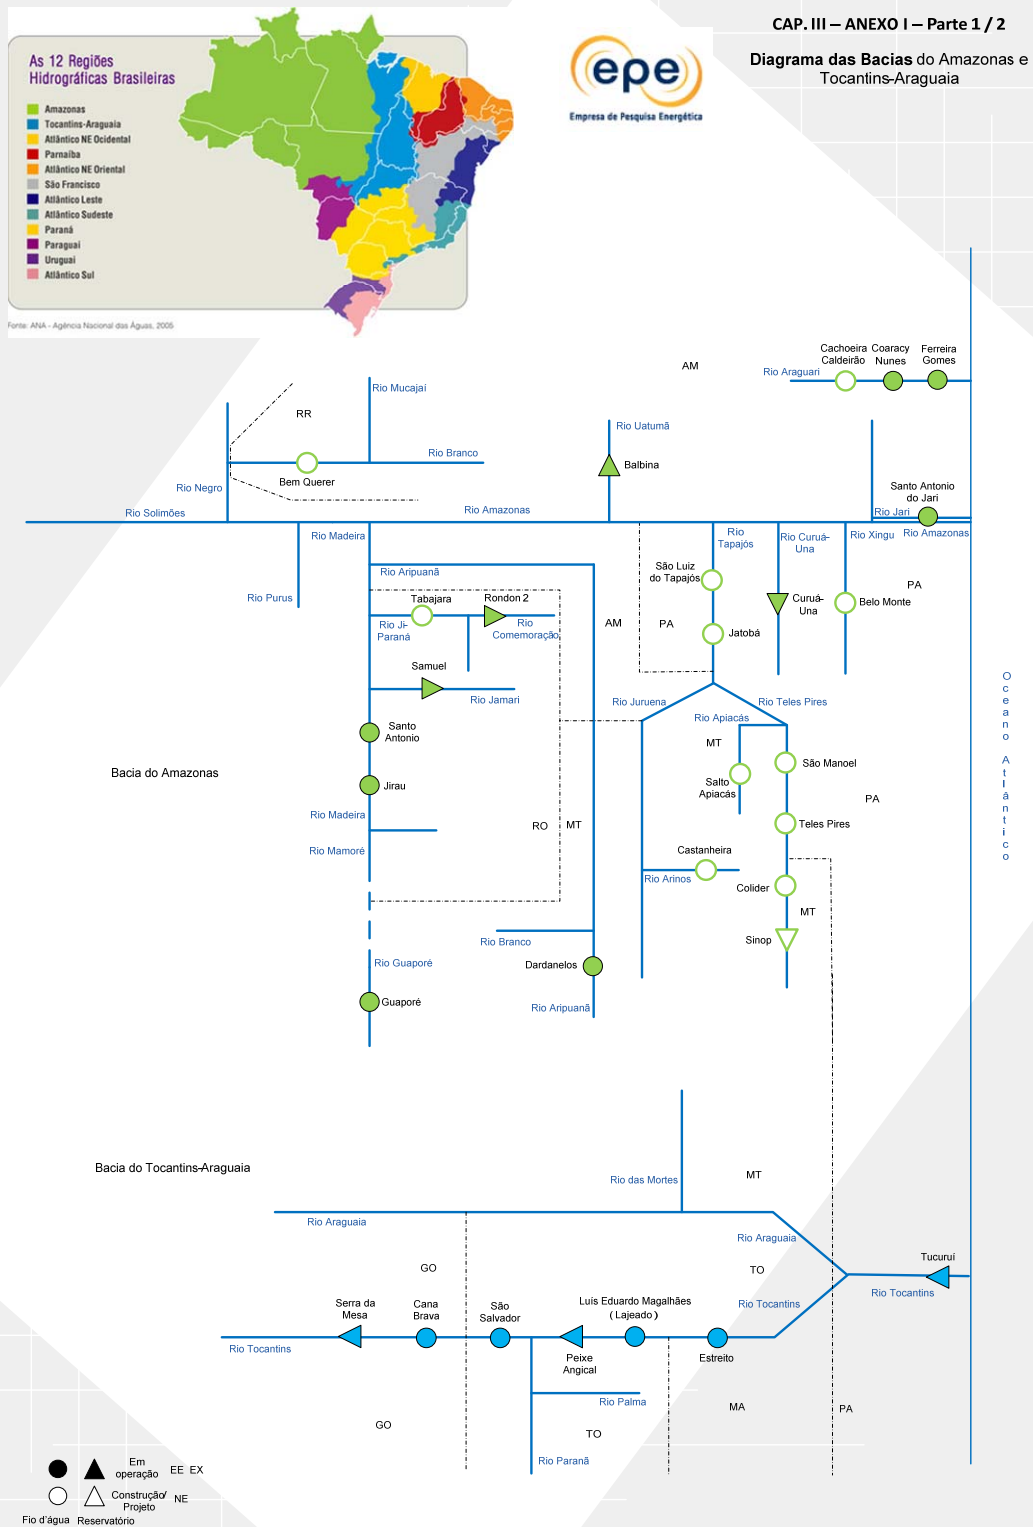 CAP. III – ANEXO I – Parte 1 / 2
Diagrama das Bacias do Amazonas e
Tocantins-Araguaia
As 12 Regiões
Hidrográficas Brasileiras
Amazonas
Tocantins-Araguaia
Atlântico NE Ocidental
Parnaíba
Atlântico NE Oriental
São Francisco
Atlântico Leste
Atlântico Sudeste
Paraná
Paraguai
Uruguai
Atlântico Sul
Fonte: ANA - Agência Nacional das Águas, 2005
epe
Empresa de Pesquisa Energética
AM
Rio Araguari
Cachoeira
Caldeirão
Coaracy
Nunes
Ferreira
Gomes
Rio Mucajaí
RR
Rio Branco
Bem Querer
Rio Negro
Rio Uatumã
Balbina
Rio Solimões
Rio Amazonas
Santo Antonio
do Jari
Rio Jari
Rio Amazonas
Rio Madeira
Rio Purus
Rio Aripuanã
Tabajara
Rondon 2
Rio Ji-
Paraná
Rio
Comemoração
Samuel
Rio Jamari
Santo
Antonio
Jirau
Rio Madeira
Rio Mamoré
Rio Guaporé
Guaporé
RO
MT
AM
PA
Rio
Tapajós
São Luiz
do Tapajós
Jatobá
Rio Curuá-
Una
Curuá-
Una
Rio Xingu
Belo Monte
PA
Rio Juruena
Rio Teles Pires
Rio Apiacás
MT
Salto
Apiacás
São Manoel
PA
Teles Pires
Castanheira
Rio Arinos
Colider
MT
Sinop
Rio Branco
Dardanelos
Rio Aripuanã
Bacia do Amazonas
Oceano Atlântico
Bacia do Tocantins-Araguaia
Rio das Mortes
MT
Rio Araguaia
Rio Araguaia
GO
TO
Tucuruí
Rio Tocantins
Rio Tocantins
Serra da
Mesa
Cana
Brava
São
Salvador
Luís Eduardo Magalhães
( Lajeado )
Rio Tocantins
Peixe
Angical
Estreito
Rio Palma
MA
PA
GO
TO
Rio Paranã
Em
operação
EE EX
Construção/
Projeto
NE
Fio d'água Reservatório